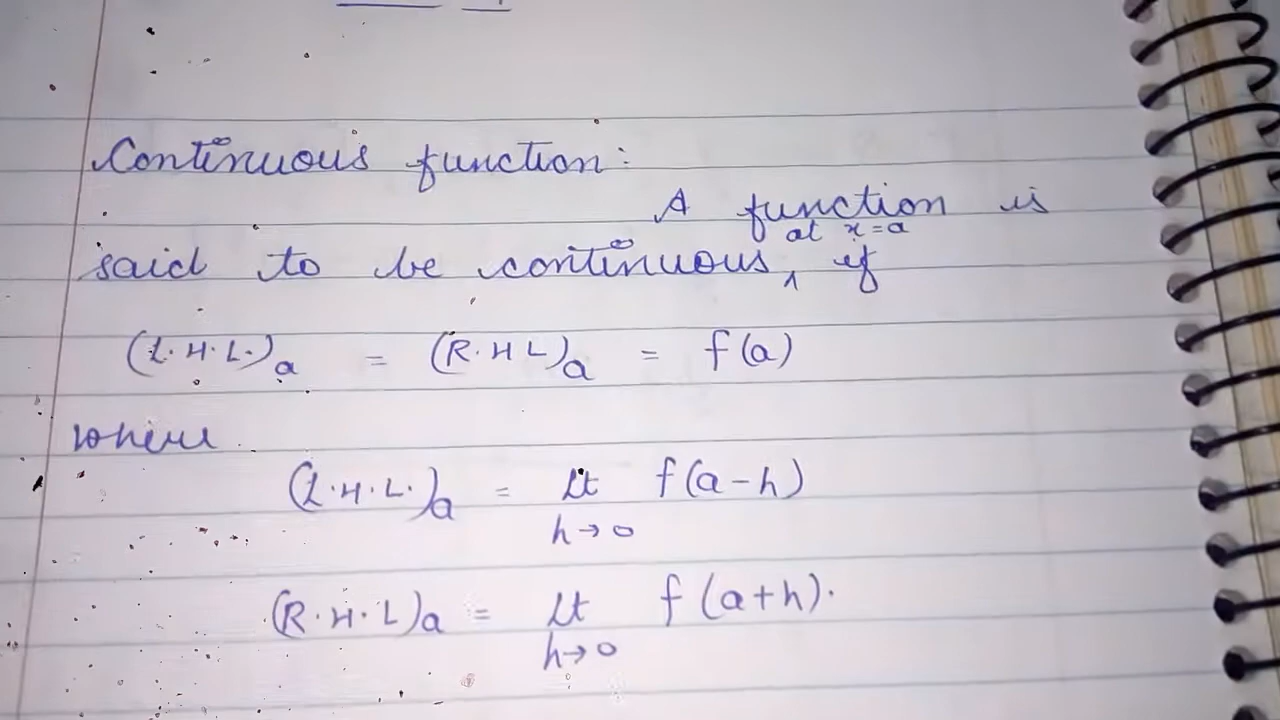 Continuous function:
A function is
said to be continuous, at x=a if
(L.H.L.)a = (R.H L)a = f(a)
where
(L.H.L.)a = Lt f(a-h)
h→0
(R.H.L)a = Lt f(a+h).
h→0